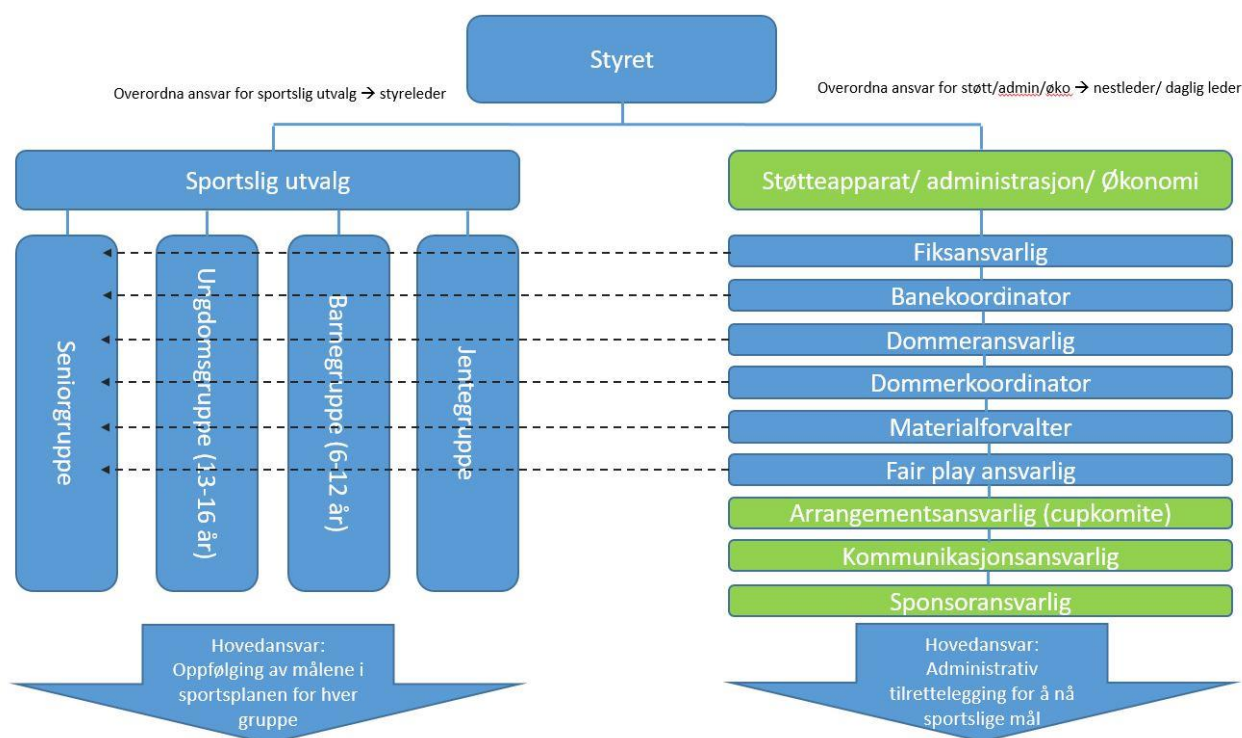 Styret
Overordna ansvar for sportslig utvalg → styreleder
Overordna ansvar for støtt/admin/øko → nestleder/ daglig leder
Sportslig utvalg
Støtteapparat/ administrasjon/ Økonomi
Seniorgruppe
Ungdomsgruppe (13-16 år)
Barnegruppe (6-12 år)
Jentegruppe
Fiksansvarlig
Banekoordinator
Dommeransvarlig
Dommerkoordinator
Materialforvalter
Fair play ansvarlig
Arrangementsansvarlig (cupkomite)
Kommunikasjonsansvarlig
Sponsoransvarlig
Hovedansvar:
Oppfølging av målene i
sportsplanen for hver
gruppe
Hovedansvar:
Administrativ
tilrettelegging for å nå
sportslige mål